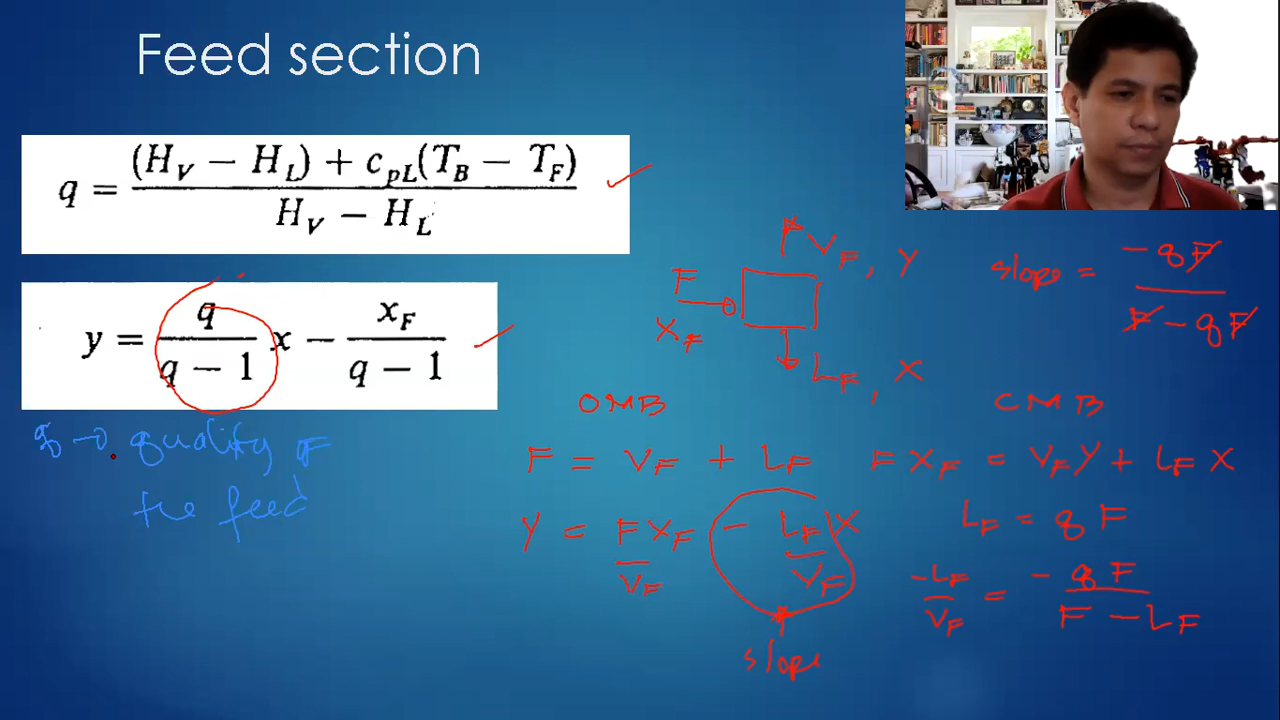 Feed section
q = (H_V − H_L) + c_pL(T_B − T_F) / H_V − H_L
y = q / q − 1 x − x_F / q − 1
q → quality of
the feed
V_F, Y
F
X_F
L_F, X
slope = −qF / F − qF
OMB
CMB
F = V_F + L_F
F X_F = V_F Y + L_F X
Y = F X_F / V_F − L_F X / V_F
L_F = q F
slope
−L_F / V_F = − q F / F − L_F